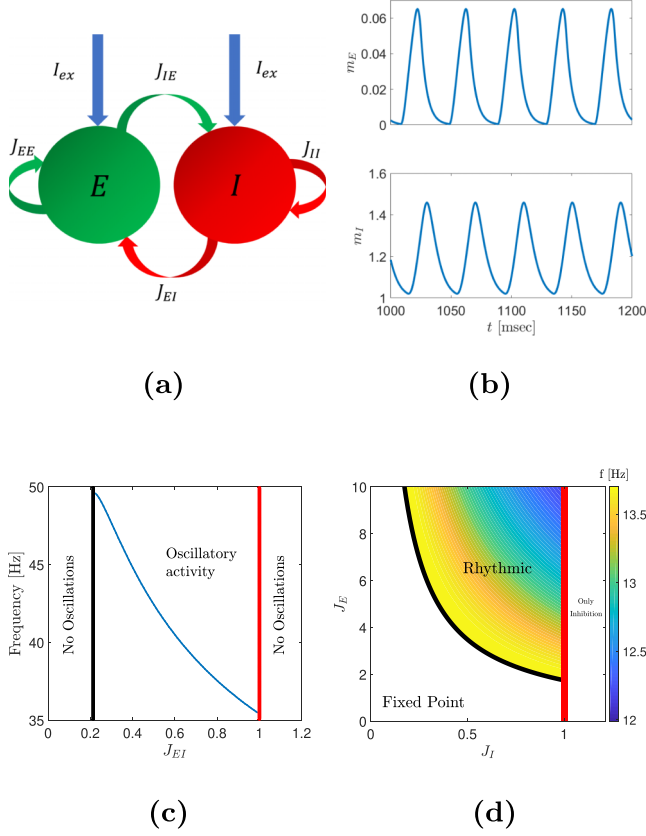 I_ex
I_ex
J_IE
J_EE
J_II
E
I
J_EI
(a)
0.06
0.04
0.02
0
m_E
1.6
1.4
1.2
1
m_I
1000 1050 1100 1150 1200
t [msec]
(b)
50
45
40
35
Frequency [Hz]
No Oscillations
Oscillatory
activity
No Oscillations
0 0.2 0.4 0.6 0.8 1 1.2
J_EI
(c)
f [Hz]
10
8
6
4
2
0
J_E
Rhythmic
Only
Inhibition
Fixed Point
0 0.5 1
J_I
13.5
13
12.5
12
(d)